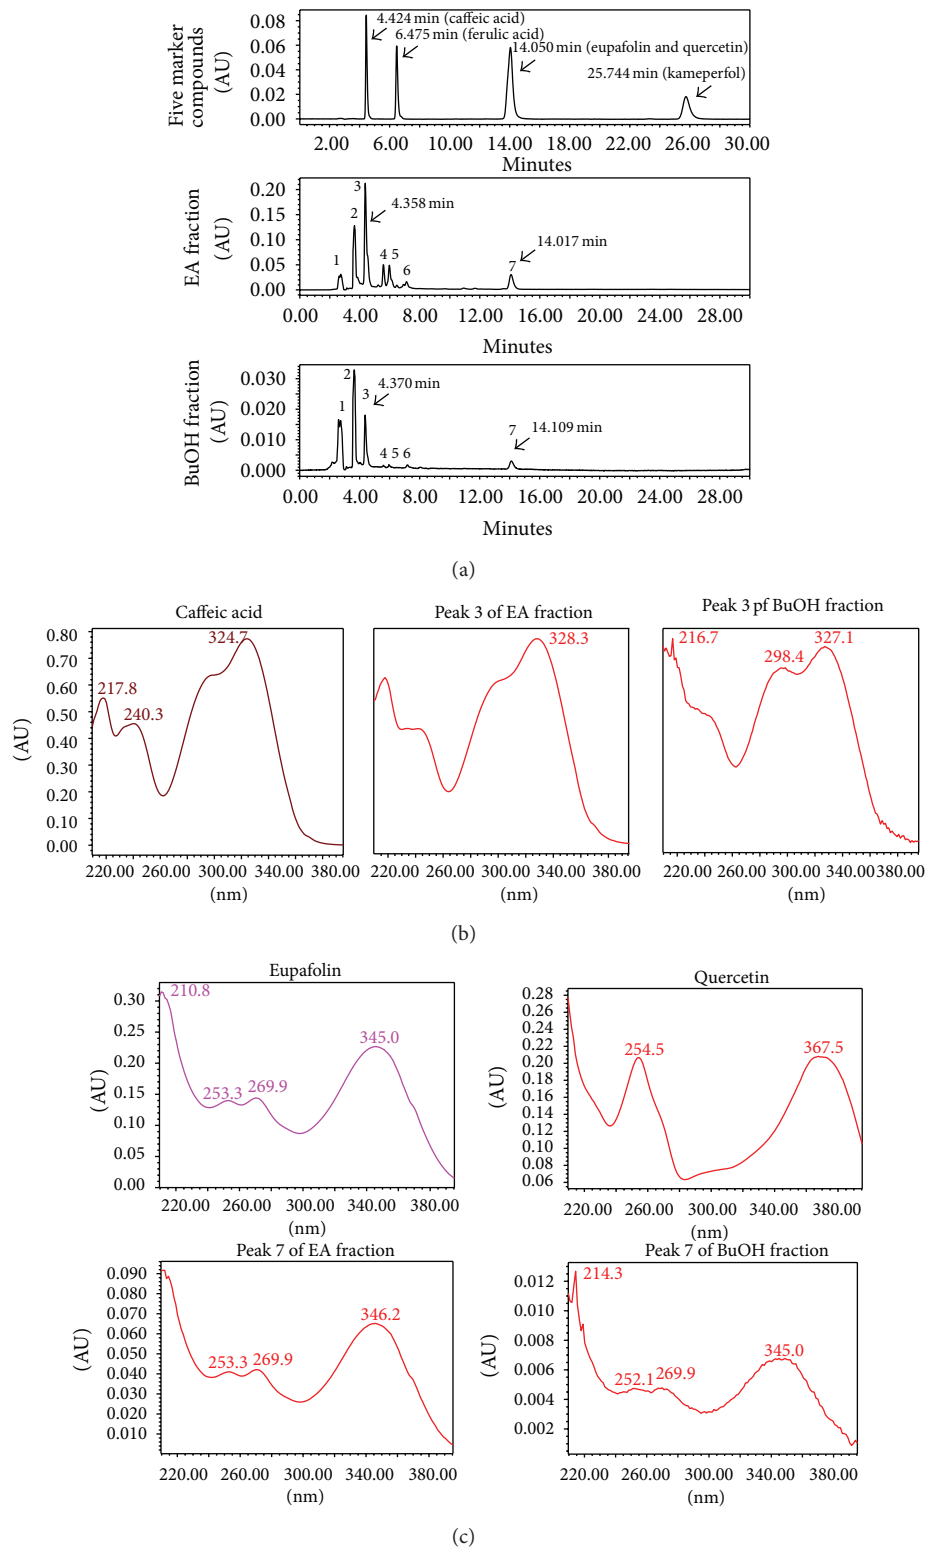 Five marker
compounds
(AU)
0.08
0.06
0.04
0.02
0.00
4.424 min (caffeic acid)
6.475 min (ferulic acid)
14.050 min (eupafolin and quercetin)
25.744 min (kameperfol)
2.00 6.00 10.00 14.00 18.00 22.00 26.00 30.00
Minutes
EA fraction
(AU)
0.20
0.15
0.10
0.05
0.00
1
2
3
4 5
6
7
4.358 min
14.017 min
0.00 4.00 8.00 12.00 16.00 20.00 24.00 28.00
Minutes
BuOH fraction
(AU)
0.030
0.020
0.010
0.000
1
2
3
4 5 6
7
4.370 min
14.109 min
0.00 4.00 8.00 12.00 16.00 20.00 24.00 28.00
Minutes
(a)
Caffeic acid
(AU)
0.80
0.70
0.60
0.50
0.40
0.30
0.20
0.10
0.00
217.8
240.3
324.7
220.00 260.00 300.00 340.00 380.00
(nm)
Peak 3 of EA fraction
328.3
220.00 260.00 300.00 340.00 380.00
(nm)
Peak 3 pf BuOH fraction
216.7
298.4
327.1
220.00 260.00 300.00 340.00 380.00
(nm)
(b)
Eupafolin
(AU)
0.30
0.25
0.20
0.15
0.10
0.05
0.00
210.8
253.3
269.9
345.0
220.00 260.00 300.00 340.00 380.00
(nm)
Quercetin
(AU)
0.28
0.26
0.24
0.22
0.20
0.18
0.16
0.14
0.12
0.10
0.08
0.06
254.5
367.5
220.00 260.00 300.00 340.00 380.00
(nm)
Peak 7 of EA fraction
(AU)
0.090
0.080
0.070
0.060
0.050
0.040
0.030
0.020
0.010
253.3
269.9
346.2
220.00 260.00 300.00 340.00 380.00
(nm)
Peak 7 of BuOH fraction
(AU)
0.012
0.010
0.008
0.006
0.004
0.002
214.3
252.1
269.9
345.0
220.00 260.00 300.00 340.00 380.00
(nm)
(c)